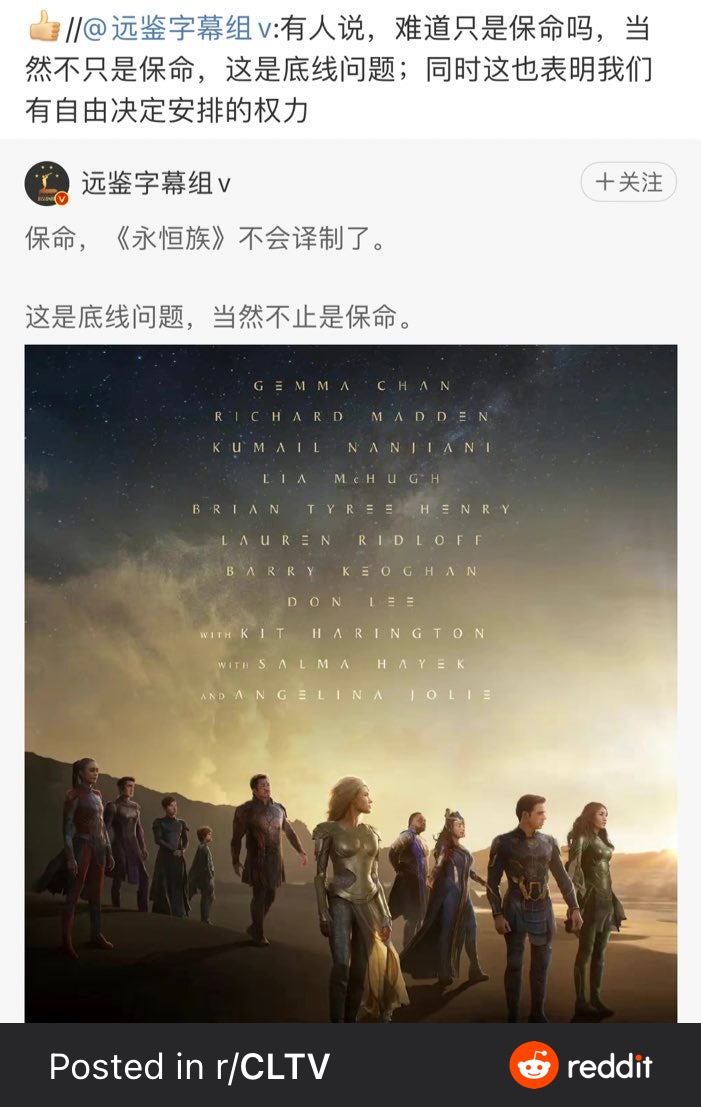 👍//@远鉴字幕组v:有人说，难道只是保命吗，当
然不只是保命，这是底线问题；同时这也表明我们
有自由决定安排的权力
远鉴字幕组v
+关注
保命，《永恒族》不会译制了。
这是底线问题，当然不止是保命。
GEMMA CHAN
RICHARD MADDEN
KUMAIL NANJIANI
LIA McHUGH
BRIAN TYREE HENRY
LAUREN RIDLOFF
BARRY KEOGHAN
DON LEE
WITH KIT HARINGTON
WITH SALMA HAYEK
AND ANGELINA JOLIE
Posted in r/CLTV
reddit